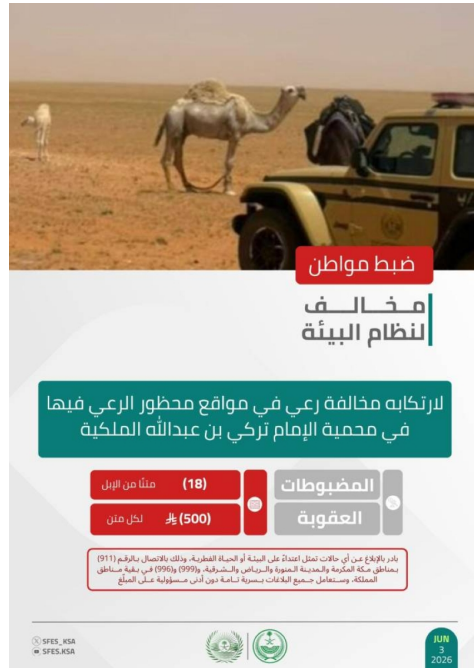 ضبط مواطن
مـخـالـــف
لنظام البيئة
لارتكابه مخالفة رعي في مواقع محظور الرعي فيها
في محمية الإمام تركي بن عبدالله الملكية
المضبوطات (18) متنًا من الإبل
العقوبة (500) لكل متن
بادر بالإبلاغ عن أي حالات تمثل اعتداءً على البيئة أو الحياة الفطرية، وذلك بالاتصال بالرقم (911)
بمناطق مكة المكرمة والمدينة المنورة والرياض والشرقية، و(999) و(996) في بقية مناطق
المملكة، وستعامل جميع البلاغات بسرية تامة دون أدنى مسؤولية على المبلّغ
SFES_KSA
SFES.KSA
JUN
3
2026